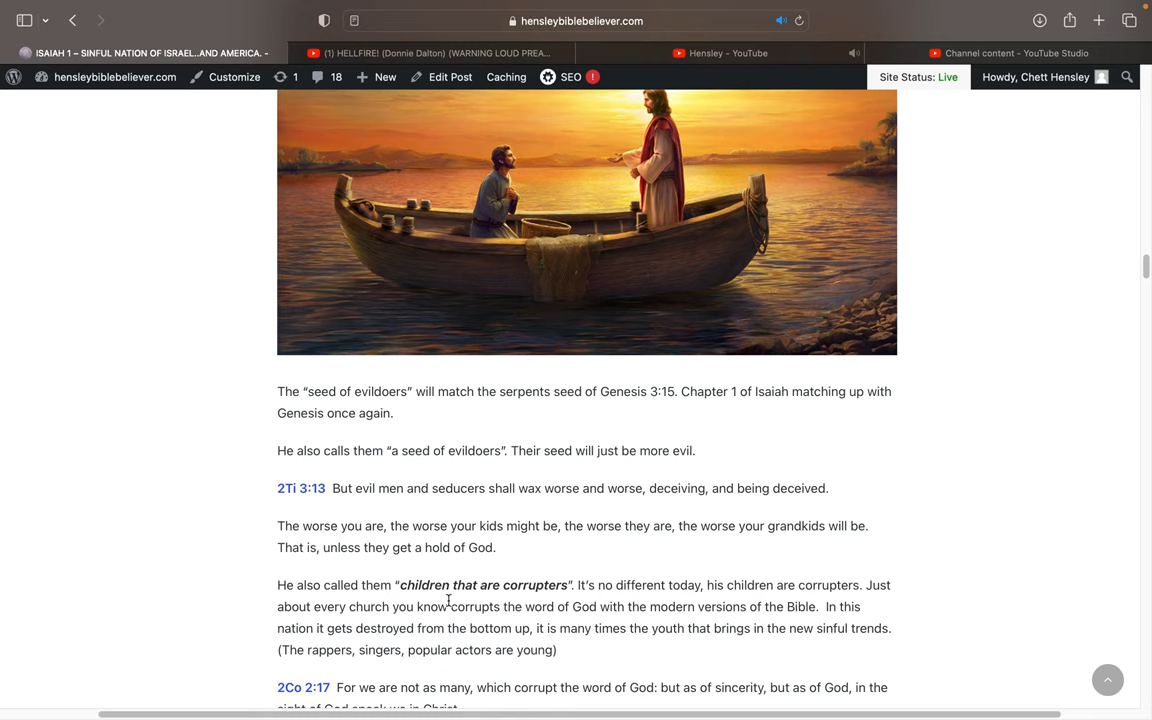 hensleybiblebeliever.com
ISAIAH 1 – SINFUL NATION OF ISRAEL..AND AMERICA. -
(1) HELLFIRE! (Donnie Dalton) (WARNING LOUD PREA...
Hensley - YouTube
Channel content - YouTube Studio
hensleybiblebeliever.com
Customize
1
18
New
Edit Post
Caching
SEO
!
Site Status: Live
Howdy, Chett Hensley
The “seed of evildoers” will match the serpents seed of Genesis 3:15. Chapter 1 of Isaiah matching up with
Genesis once again.
He also calls them “a seed of evildoers”. Their seed will just be more evil.
2Ti 3:13 But evil men and seducers shall wax worse and worse, deceiving, and being deceived.
The worse you are, the worse your kids might be, the worse they are, the worse your grandkids will be.
That is, unless they get a hold of God.
He also called them “children that are corrupters”. It’s no different today, his children are corrupters. Just
about every church you know corrupts the word of God with the modern versions of the Bible. In this
nation it gets destroyed from the bottom up, it is many times the youth that brings in the new sinful trends.
(The rappers, singers, popular actors are young)
2Co 2:17 For we are not as many, which corrupt the word of God: but as of sincerity, but as of God, in the
sight of God speak we in Christ.